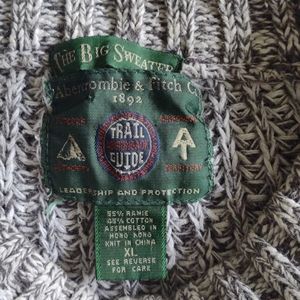 THE BIG SWEATER
Abercrombie & Fitch Co
1892
TRAIL
GUIDE
LEADERSHIP AND PROTECTION
55% RAMIE
45% COTTON
ASSEMBLED IN
HONG KONG
KNIT IN CHINA
XL
SEE REVERSE
FOR CARE